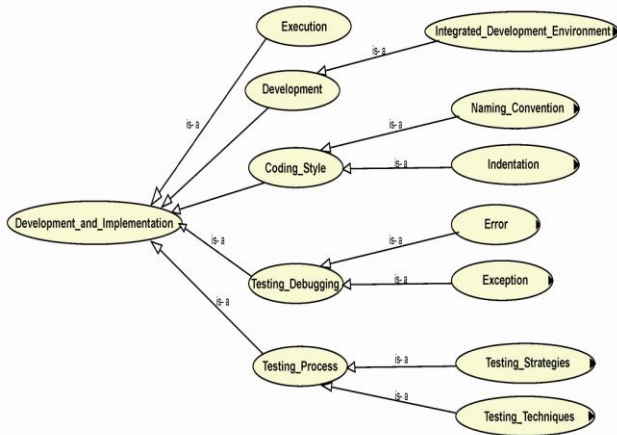 Execution
Integrated_Development_Environment
is- a
Development
is- a
Naming_Convention
is- a
Coding_Style
is- a
Indentation
Development_and_Implementation
is- a
Error
is- a
Testing_Debugging
is- a
Exception
is- a
Testing_Process
is- a
Testing_Strategies
is- a
Testing_Techniques